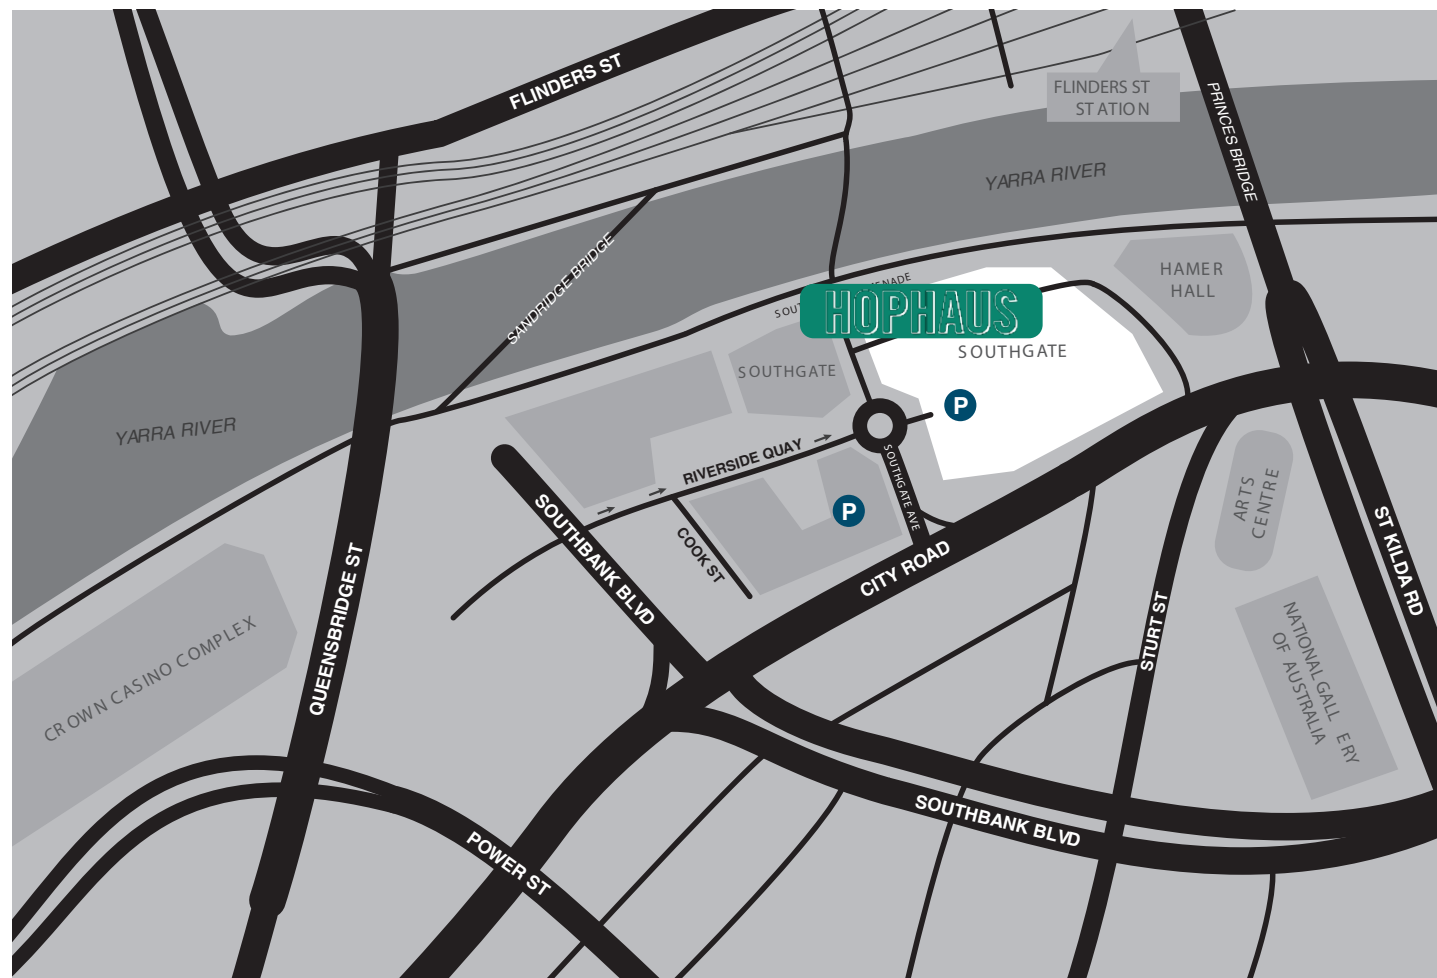 FLINDERS ST
FLINDERS ST
STATION
PRINCES BRIDGE
YARRA RIVER
SANDRIDGE BRIDGE
HAMER
HALL
HOPHAUS
SOUTHGATE
SOUTHGATE
P
YARRA RIVER
RIVERSIDE QUAY
SOUTHGATE AVE
P
SOUTHBANK BLVD
COOK ST
CITY ROAD
ARTS
CENTRE
ST KILDA RD
QUEENSBRIDGE ST
CROWN CASINO COMPLEX
STURT ST
NATIONAL GALL ERY
OF AUSTRALIA
SOUTHBANK BLVD
POWER ST